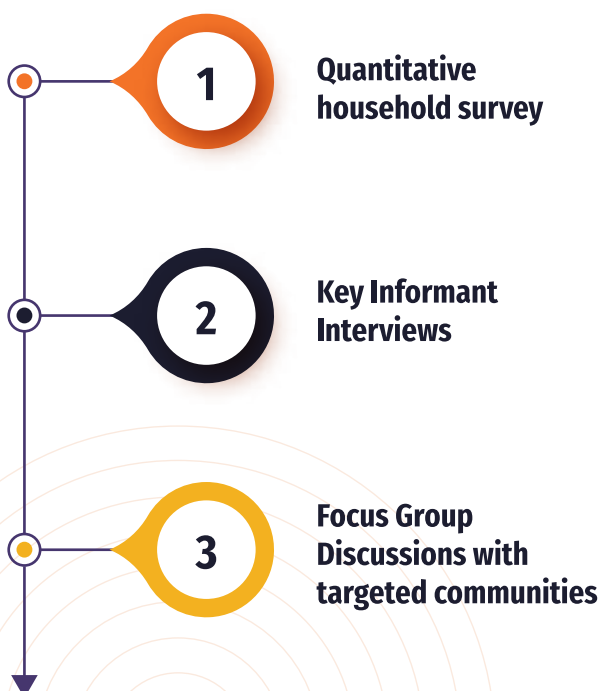 1
Quantitative
household survey
2
Key Informant
Interviews
3
Focus Group
Discussions with
targeted communities